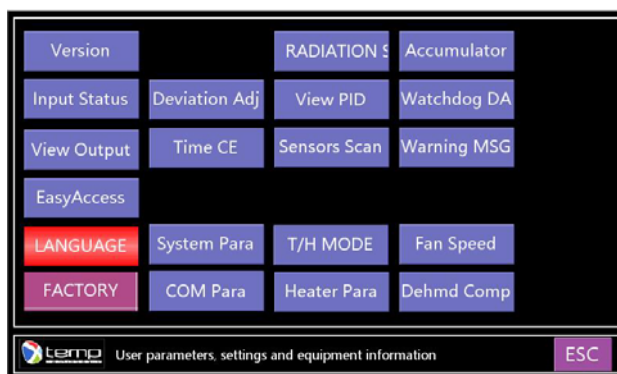 Version RADIATION S Accumulator
Input Status Deviation Adj View PID Watchdog DA
View Output Time CE Sensors Scan Warning MSG
EasyAccess
LANGUAGE System Para T/H MODE Fan Speed
FACTORY COM Para Heater Para Dehmd Comp
temp User parameters, settings and equipment information ESC